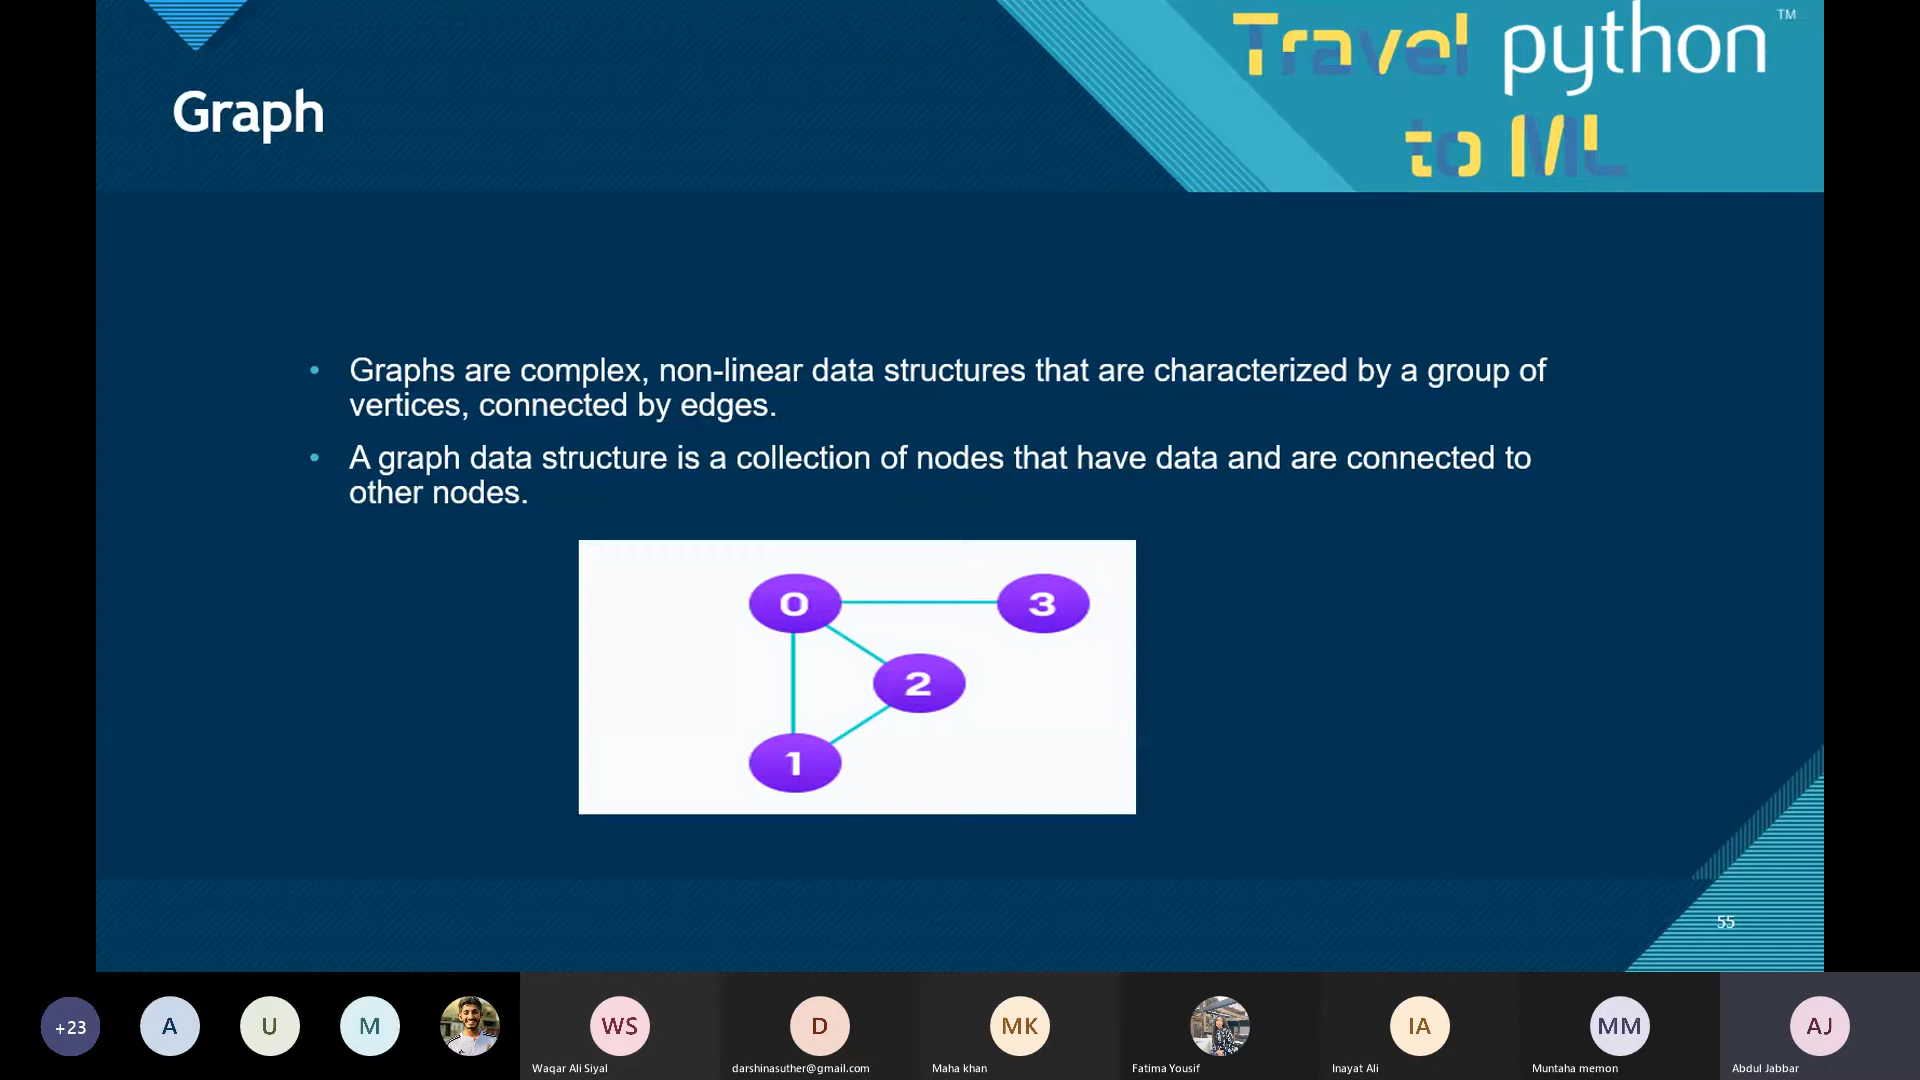 Travel python™
to ML
Graph
• Graphs are complex, non-linear data structures that are characterized by a group of
vertices, connected by edges.
• A graph data structure is a collection of nodes that have data and are connected to
other nodes.
0
3
2
1
55
+23
A
U
M
WS
D
MK
IA
MM
AJ
Waqar Ali Siyal
darshinasuther@gmail.com
Maha khan
Fatima Yousif
Inayat Ali
Muntaha memon
Abdul Jabbar